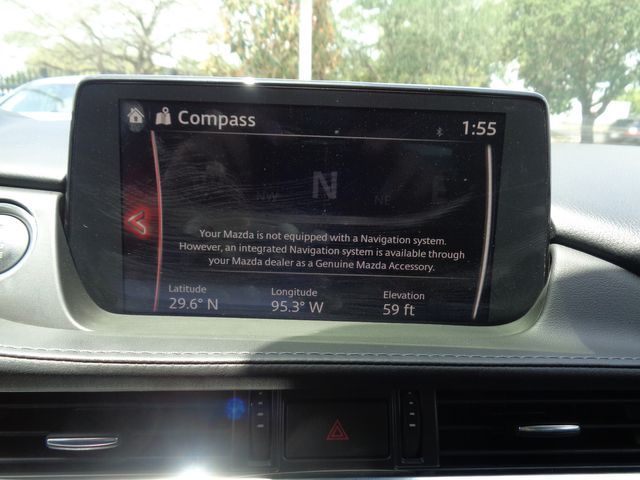 Compass
1:55
NW N NE E
Your Mazda is not equipped with a Navigation system.
However, an integrated Navigation system is available through
your Mazda dealer as a Genuine Mazda Accessory.
Latitude Longitude Elevation
29.6° N 95.3° W 59 ft